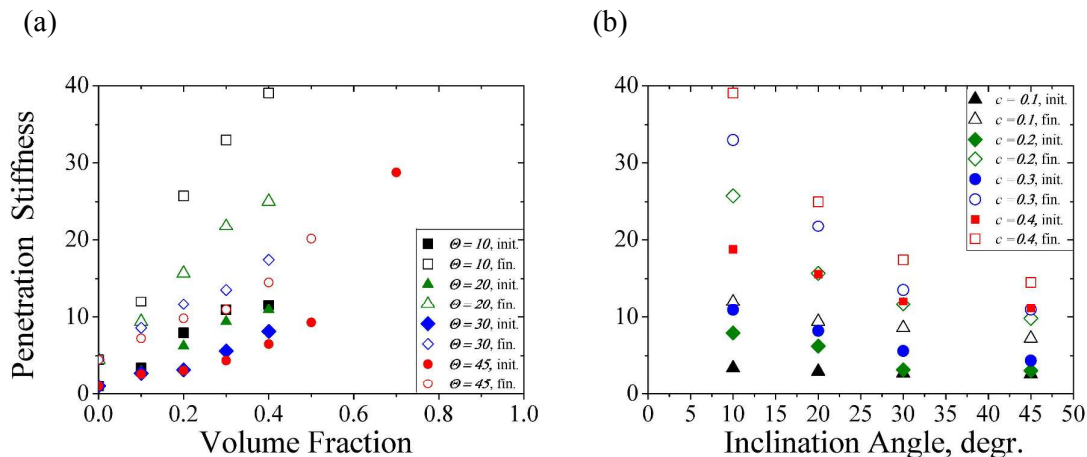 (a)
(b)
Penetration Stiffness
40
30
20
10
0
0.0 0.2 0.4 0.6 0.8 1.0
Volume Fraction
Θ = 10, init.
Θ = 10, fin.
Θ = 20, init.
Θ = 20, fin.
Θ = 30, init.
Θ = 30, fin.
Θ = 45, init.
Θ = 45, fin.
40
30
20
10
0
0 5 10 15 20 25 30 35 40 45 50
Inclination Angle, degr.
c = 0.1, init.
c = 0.1, fin.
c = 0.2, init.
c = 0.2, fin.
c = 0.3, init.
c = 0.3, fin.
c = 0.4, init.
c = 0.4, fin.